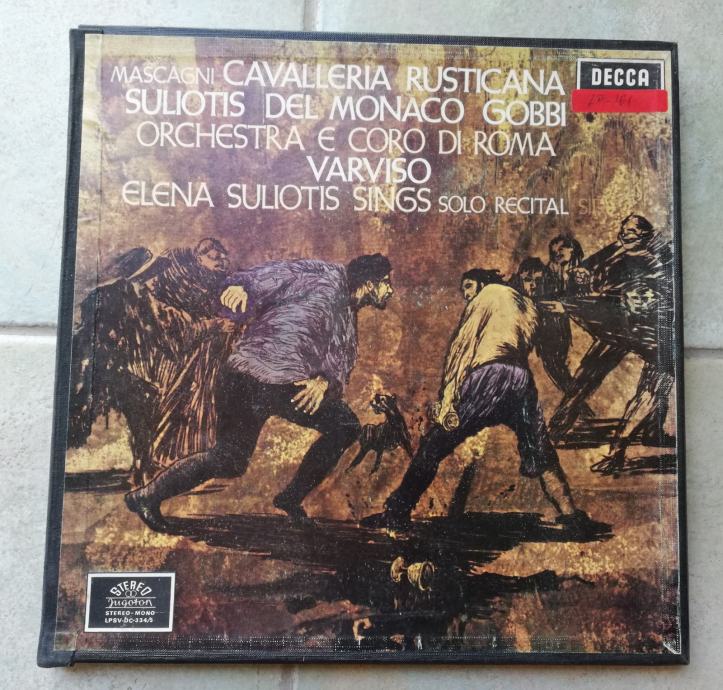 MASCAGNI CAVALLERIA RUSTICANA
SULIOTIS DEL MONACO GOBBI
ORCHESTRA E CORO DI ROMA
VARVISO
ELENA SULIOTIS SINGS SOLO RECITAL
DECCA
STEREO
Jugoton
STEREO-MONO
LPSV-DC-334/5